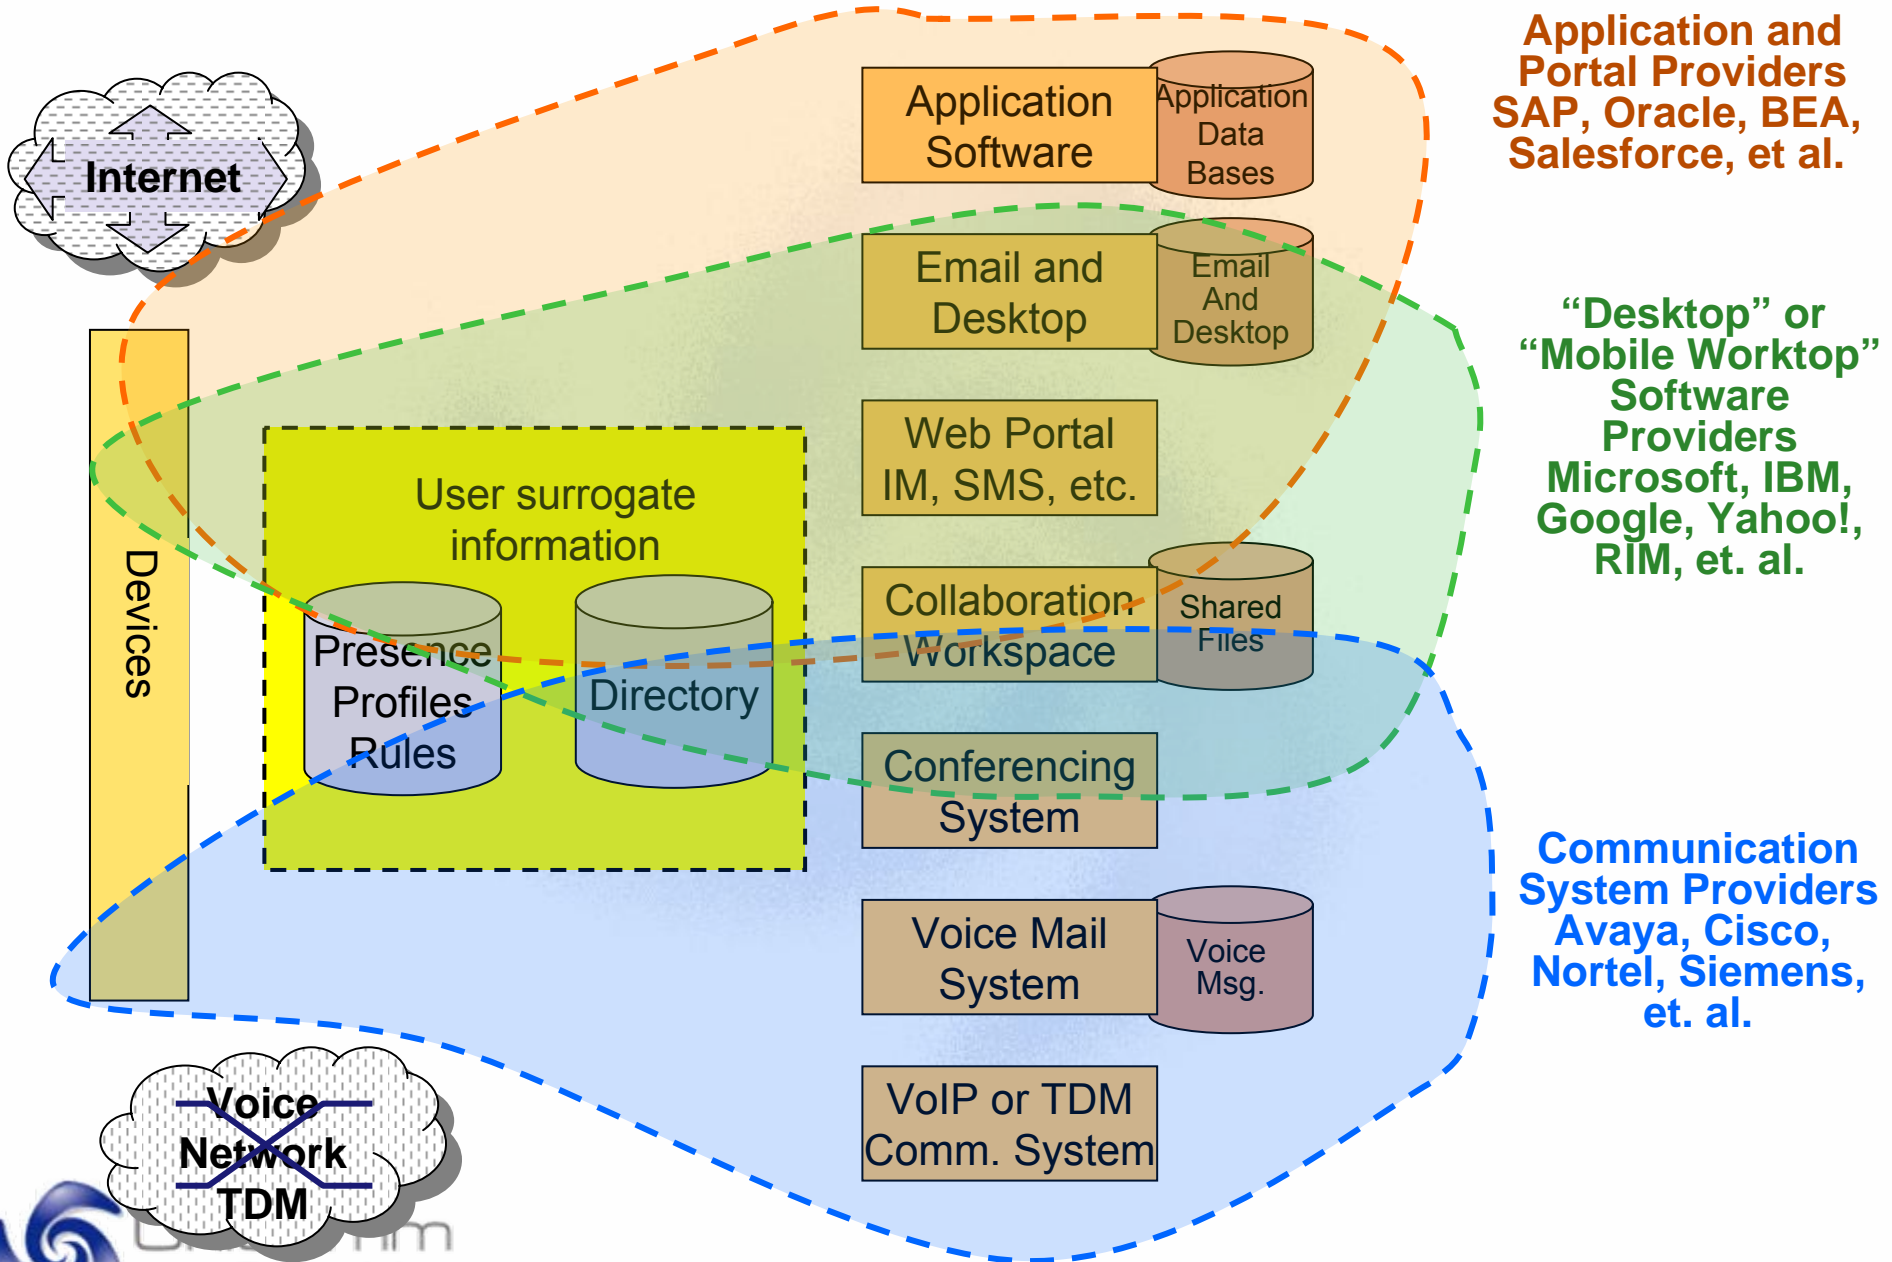 Application and
Portal Providers
SAP, Oracle, BEA,
Salesforce, et al.
Application
Software
Application
Data
Bases
Internet
Email and
Desktop
Email
And
Desktop
“Desktop” or
“Mobile Worktop”
Software
Providers
Microsoft, IBM,
Google, Yahoo!,
RIM, et. al.
Web Portal
IM, SMS, etc.
User surrogate
information
Devices
Presence
Profiles
Rules
Directory
Collaboration
Workspace
Shared
Files
Conferencing
System
Communication
System Providers
Avaya, Cisco,
Nortel, Siemens,
et. al.
Voice Mail
System
Voice
Msg.
VoIP or TDM
Comm. System
Voice
Network
TDM